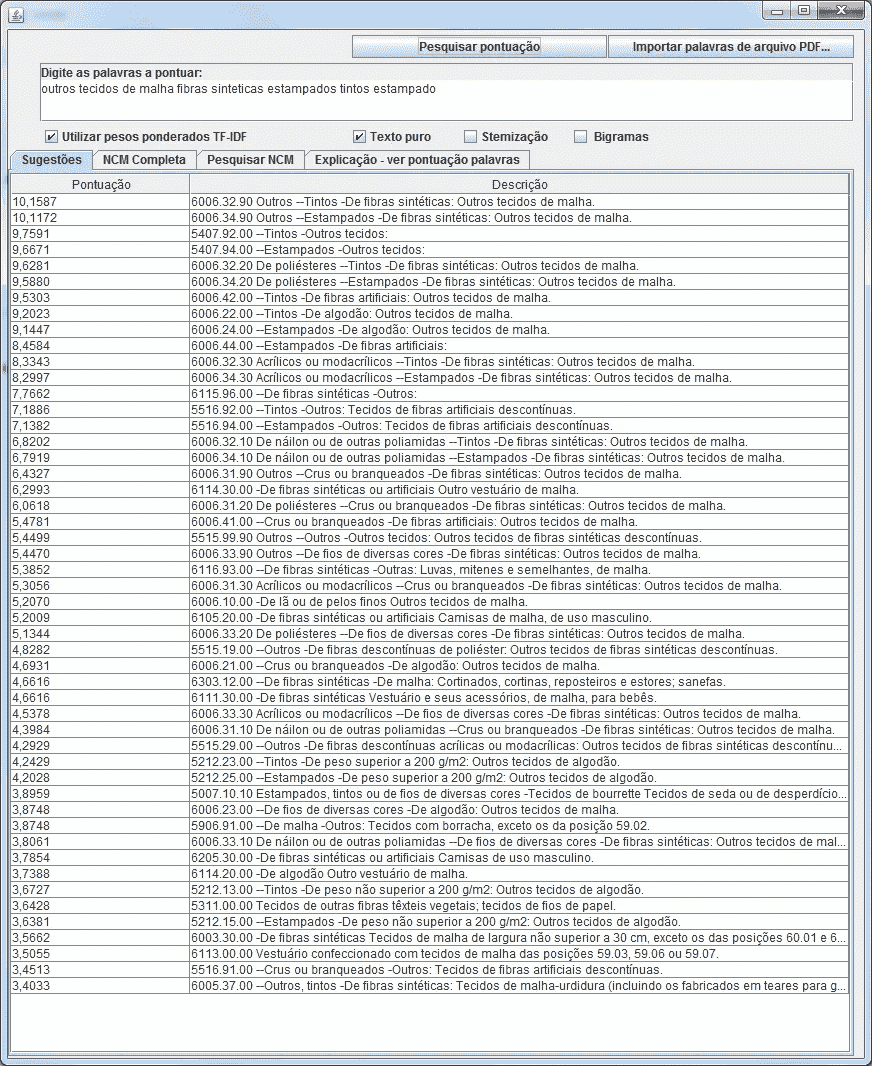 Pesquisar pontuação Importar palavras de arquivo PDF...
Digite as palavras a pontuar:
outros tecidos de malha fibras sinteticas estampados tintos estampado
Utilizar pesos ponderados TF-IDF Texto puro Stemização Bigramas
Sugestões NCM Completa Pesquisar NCM Explicação - ver pontuação palavras
Pontuação Descrição
10,1587 6006.32.90 Outros --Tintos -De fibras sintéticas: Outros tecidos de malha.
10,1172 6006.34.90 Outros --Estampados -De fibras sintéticas: Outros tecidos de malha.
9,7591 5407.92.00 --Tintos -Outros tecidos:
9,6671 5407.94.00 --Estampados -Outros tecidos:
9,6281 6006.32.20 De poliésteres --Tintos -De fibras sintéticas: Outros tecidos de malha.
9,5880 6006.34.20 De poliésteres --Estampados -De fibras sintéticas: Outros tecidos de malha.
9,5303 6006.42.00 --Tintos -De fibras artificiais: Outros tecidos de malha.
9,2023 6006.22.00 --Tintos -De algodão: Outros tecidos de malha.
9,1447 6006.24.00 --Estampados -De algodão: Outros tecidos de malha.
8,4584 6006.44.00 --Estampados -De fibras artificiais:
8,3343 6006.32.30 Acrílicos ou modacrílicos --Tintos -De fibras sintéticas: Outros tecidos de malha.
8,2997 6006.34.30 Acrílicos ou modacrílicos --Estampados -De fibras sintéticas: Outros tecidos de malha.
7,7662 6115.96.00 --De fibras sintéticas -Outros:
7,1886 5516.92.00 --Tintos -Outros: Tecidos de fibras artificiais descontínuas.
7,1382 5516.94.00 --Estampados -Outros: Tecidos de fibras artificiais descontínuas.
6,8202 6006.32.10 De náilon ou de outras poliamidas --Tintos -De fibras sintéticas: Outros tecidos de malha.
6,7919 6006.34.10 De náilon ou de outras poliamidas --Estampados -De fibras sintéticas: Outros tecidos de malha.
6,4327 6006.31.90 Outros --Crus ou branqueados -De fibras sintéticas: Outros tecidos de malha.
6,2993 6114.30.00 -De fibras sintéticas ou artificiais Outro vestuário de malha.
6,0618 6006.31.20 De poliésteres --Crus ou branqueados -De fibras sintéticas: Outros tecidos de malha.
5,4781 6006.41.00 --Crus ou branqueados -De fibras artificiais: Outros tecidos de malha.
5,4499 5515.99.90 Outros --Outros -Outros tecidos: Outros tecidos de fibras sintéticas descontínuas.
5,4470 6006.33.90 Outros --De fios de diversas cores -De fibras sintéticas: Outros tecidos de malha.
5,3852 6116.93.00 --De fibras sintéticas -Outras: Luvas, mitenes e semelhantes, de malha.
5,3056 6006.31.30 Acrílicos ou modacrílicos --Crus ou branqueados -De fibras sintéticas: Outros tecidos de malha.
5,2070 6006.10.00 -De lã ou de pelos finos Outros tecidos de malha.
5,2009 6105.20.00 -De fibras sintéticas ou artificiais Camisas de malha, de uso masculino.
5,1344 6006.33.20 De poliésteres --De fios de diversas cores -De fibras sintéticas: Outros tecidos de malha.
4,8282 5515.19.00 --Outros -De fibras descontínuas de poliéster: Outros tecidos de fibras sintéticas descontínuas.
4,6931 6006.21.00 --Crus ou branqueados -De algodão: Outros tecidos de malha.
4,6616 6303.12.00 --De fibras sintéticas -De malha: Cortinados, cortinas, reposteiros e estores; sanefas.
4,6616 6111.30.00 -De fibras sintéticas Vestuário e seus acessórios, de malha, para bebês.
4,5378 6006.33.30 Acrílicos ou modacrílicos --De fios de diversas cores -De fibras sintéticas: Outros tecidos de malha.
4,3984 6006.31.10 De náilon ou de outras poliamidas --Crus ou branqueados -De fibras sintéticas: Outros tecidos de malha.
4,2929 5515.29.00 --Outros -De fibras descontínuas acrílicas ou modacrílicas: Outros tecidos de fibras sintéticas descontínu...
4,2429 5212.23.00 --Tintos -De peso superior a 200 g/m2: Outros tecidos de algodão.
4,2028 5212.25.00 --Estampados -De peso superior a 200 g/m2: Outros tecidos de algodão.
3,8959 5007.10.10 Estampados, tintos ou de fios de diversas cores -Tecidos de bourrette Tecidos de seda ou de desperdício...
3,8748 6006.23.00 --De fios de diversas cores -De algodão: Outros tecidos de malha.
3,8748 5906.91.00 --De malha -Outros: Tecidos com borracha, exceto os da posição 59.02.
3,8061 6006.33.10 De náilon ou de outras poliamidas --De fios de diversas cores -De fibras sintéticas: Outros tecidos de mal...
3,7854 6205.30.00 -De fibras sintéticas ou artificiais Camisas de uso masculino.
3,7388 6114.20.00 -De algodão Outro vestuário de malha.
3,6727 5212.13.00 --Tintos -De peso não superior a 200 g/m2: Outros tecidos de algodão.
3,6428 5311.00.00 Tecidos de outras fibras têxteis vegetais; tecidos de fios de papel.
3,6381 5212.15.00 --Estampados -De peso não superior a 200 g/m2: Outros tecidos de algodão.
3,5662 6003.30.00 -De fibras sintéticas Tecidos de malha de largura não superior a 30 cm, exceto os das posições 60.01 e 6...
3,5055 6113.00.00 Vestuário confeccionado com tecidos de malha das posições 59.03, 59.06 ou 59.07.
3,4513 5516.91.00 --Crus ou branqueados -Outros: Tecidos de fibras artificiais descontínuas.
3,4033 6005.37.00 --Outros, tintos -De fibras sintéticas: Tecidos de malha-urdidura (incluindo os fabricados em teares para g...